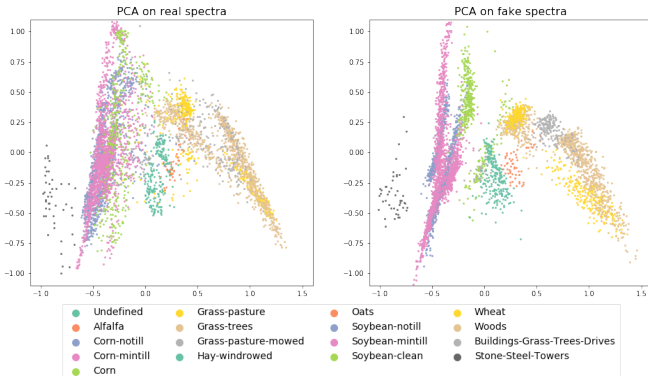 PCA on real spectra
PCA on fake spectra
1.00
0.75
0.50
0.25
0.00
−0.25
−0.50
−0.75
−1.00
−1.0 −0.5 0.0 0.5 1.0 1.5
1.00
0.75
0.50
0.25
0.00
−0.25
−0.50
−0.75
−1.00
−1.0 −0.5 0.0 0.5 1.0 1.5
Undefined
Alfalfa
Corn-notill
Corn-mintill
Corn
Grass-pasture
Grass-trees
Grass-pasture-mowed
Hay-windrowed
Oats
Soybean-notill
Soybean-mintill
Soybean-clean
Wheat
Woods
Buildings-Grass-Trees-Drives
Stone-Steel-Towers